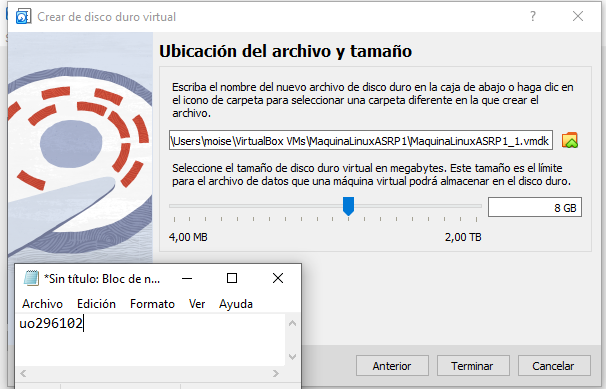 Crear de disco duro virtual
Ubicación del archivo y tamaño
Escriba el nombre del nuevo archivo de disco duro en la caja de abajo o haga clic en
el icono de carpeta para seleccionar una carpeta diferente en la que crear el
archivo.
\Users\moise\VirtualBox VMs\MaquinaLinuxASRP1\MaquinaLinuxASRP1_1.vmdk
Seleccione el tamaño de disco duro virtual en megabytes. Este tamaño es el límite
para el archivo de datos que una máquina virtual podrá almacenar en el disco duro.
8 GB
4,00 MB 2,00 TB
*Sin título: Bloc de n...
Archivo Edición Formato Ver Ayuda
uo296102
Anterior Terminar Cancelar